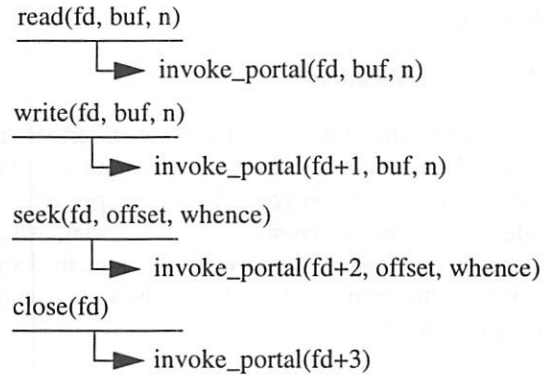 read(fd, buf, n)
invoke_portal(fd, buf, n)
write(fd, buf, n)
invoke_portal(fd+1, buf, n)
seek(fd, offset, whence)
invoke_portal(fd+2, offset, whence)
close(fd)
invoke_portal(fd+3)